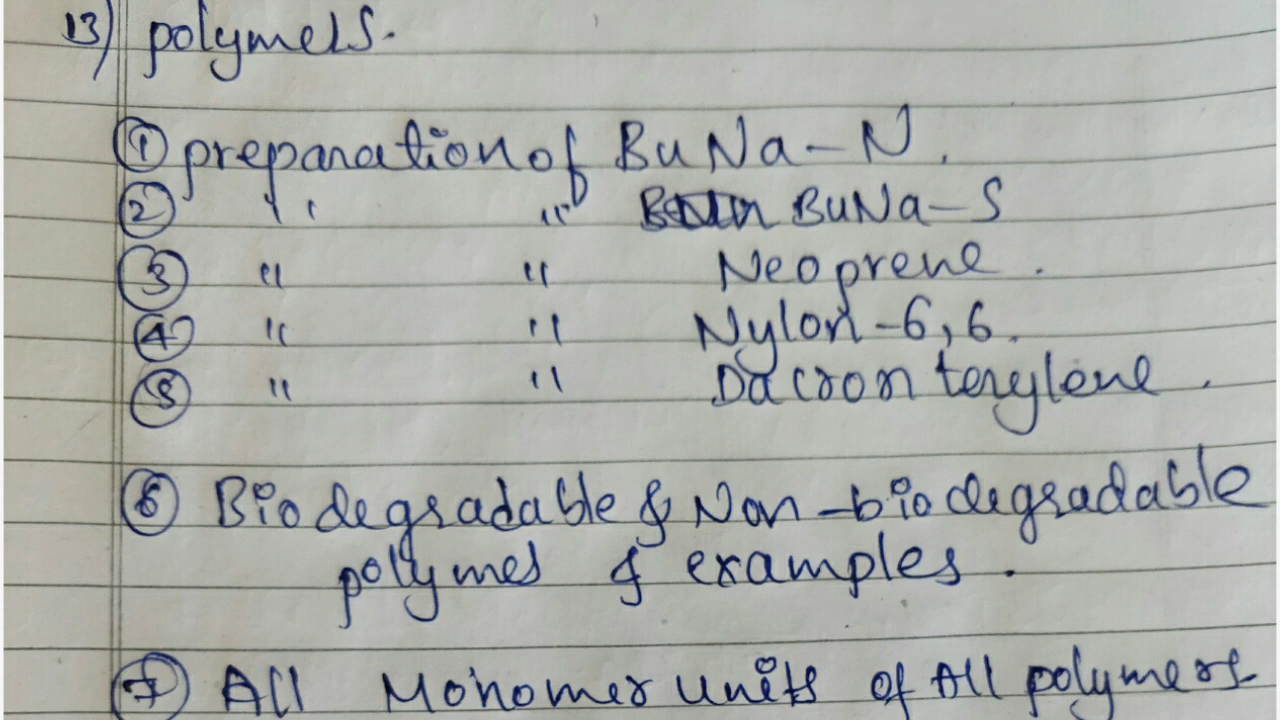 13) polymers.
① preparation of BuNa-N.
② " " BuNa-S
③ " " Neoprene.
④ " " Nylon-6,6.
⑤ " " Dacron terylene.
⑥ Biodegradable & Non-biodegradable
polymes & examples.
⑦ All Monomer units of All polymers.